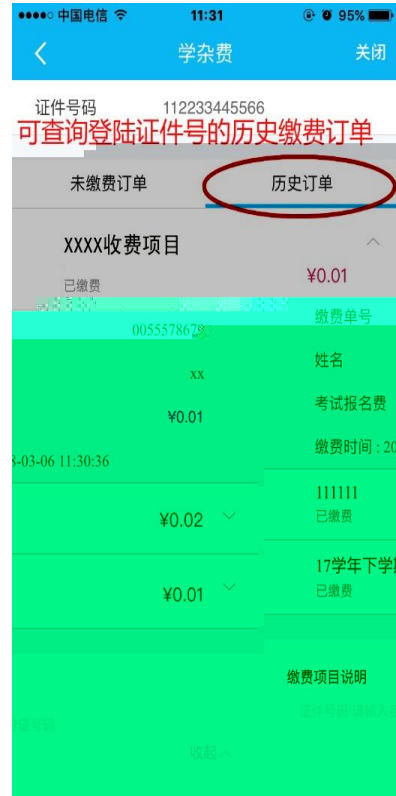 中国电信 11:31 95%
学杂费 关闭
证件号码 112233445566
可查询登陆证件号的历史缴费订单
未缴费订单 历史订单
XXXX收费项目
已缴费 ¥0.01
缴费单号
0055578679
姓名
xx
考试报名费
¥0.01
缴费时间 : 20
-03-06 11:30:36
111111
已缴费
¥0.02
17学年下学
已缴费
¥0.01
缴费项目说明
收起